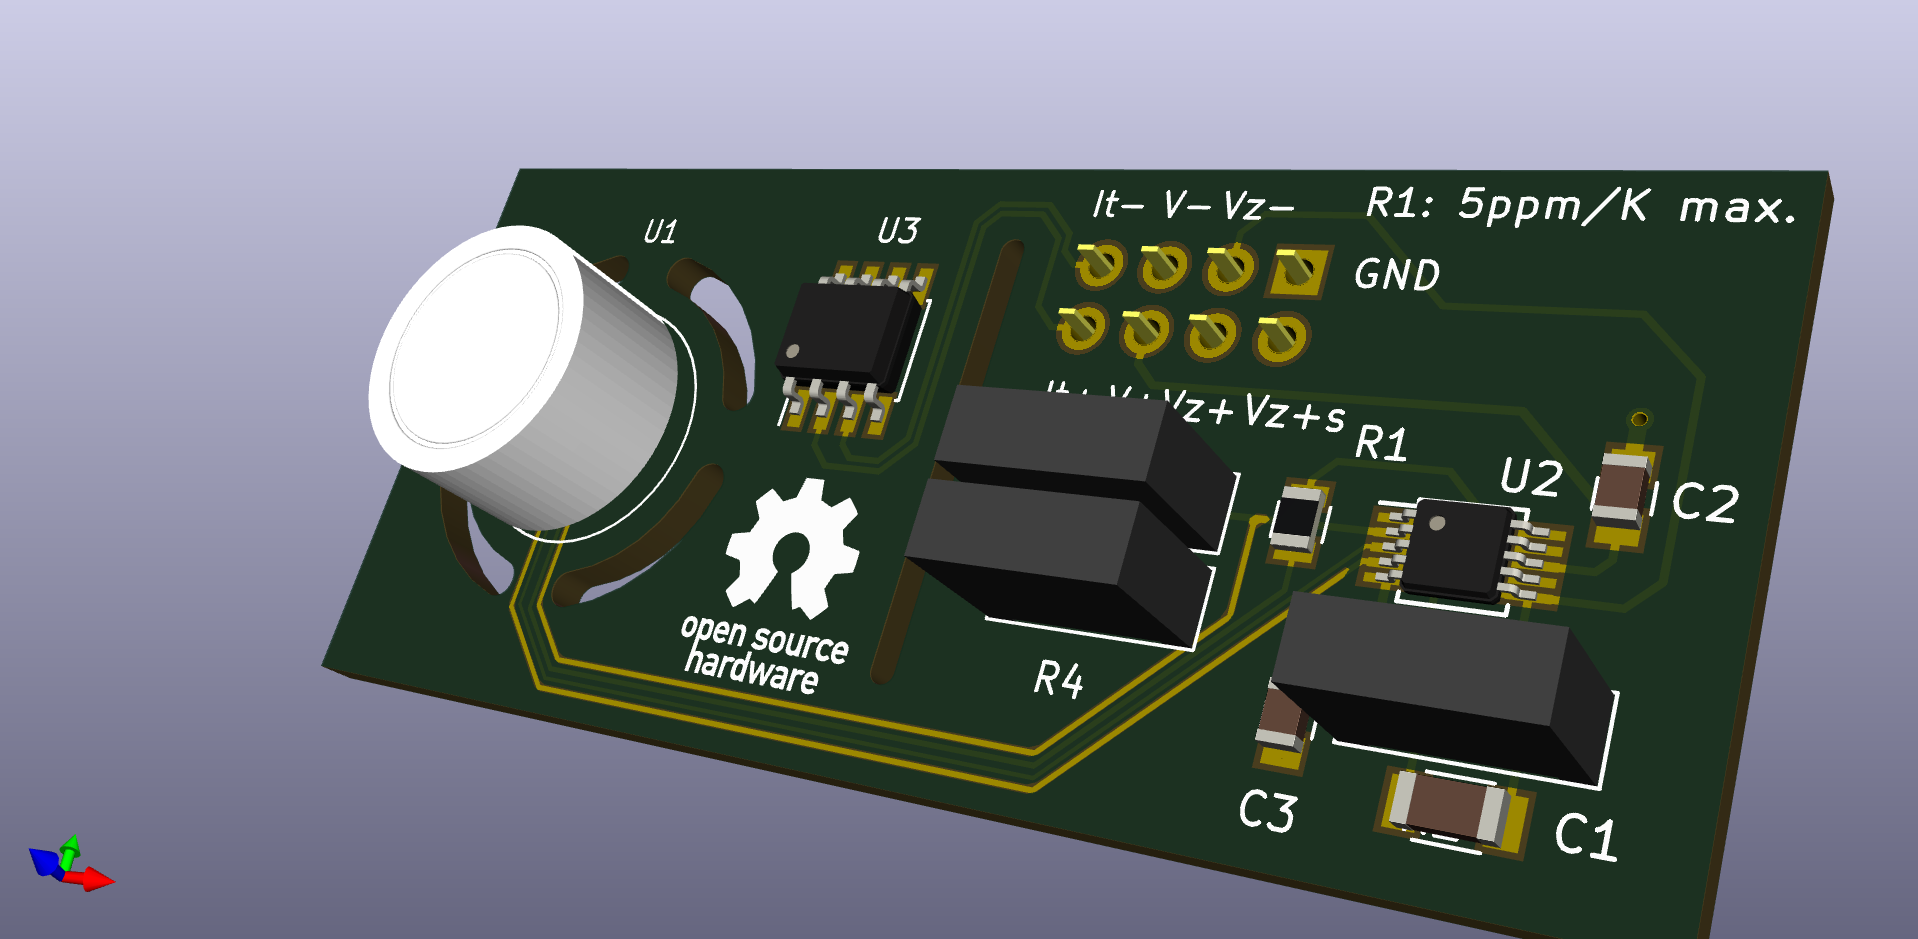 It- V- Vz-
R1: 5ppm/K max.
U1
U3
GND
Vz+ Vz+s
R1
U2
C2
open source
hardware
R4
C3
C1